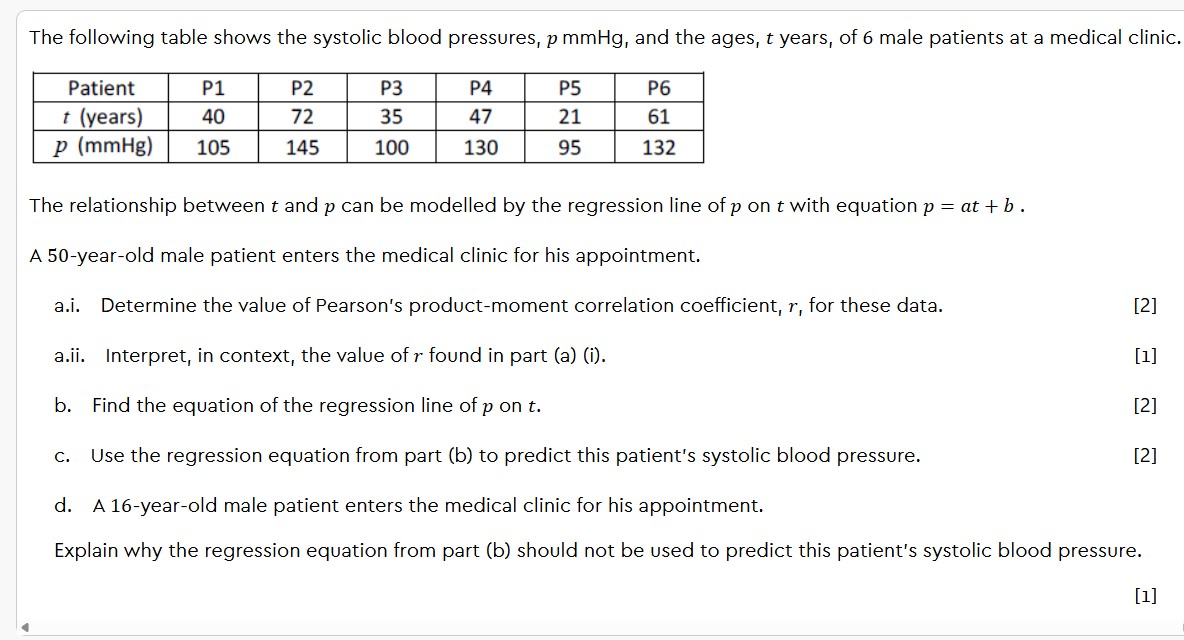 The following table shows the systolic blood pressures, p mmHg, and the ages, t years, of 6 male patients at a medical clinic.
Patient P1 P2 P3 P4 P5 P6
t (years) 40 72 35 47 21 61
p (mmHg) 105 145 100 130 95 132
The relationship between t and p can be modelled by the regression line of p on t with equation p = at + b .
A 50-year-old male patient enters the medical clinic for his appointment.
a.i. Determine the value of Pearson's product-moment correlation coefficient, r, for these data. [2]
a.ii. Interpret, in context, the value of r found in part (a) (i). [1]
b. Find the equation of the regression line of p on t. [2]
c. Use the regression equation from part (b) to predict this patient's systolic blood pressure. [2]
d. A 16-year-old male patient enters the medical clinic for his appointment.
Explain why the regression equation from part (b) should not be used to predict this patient's systolic blood pressure.
[1]